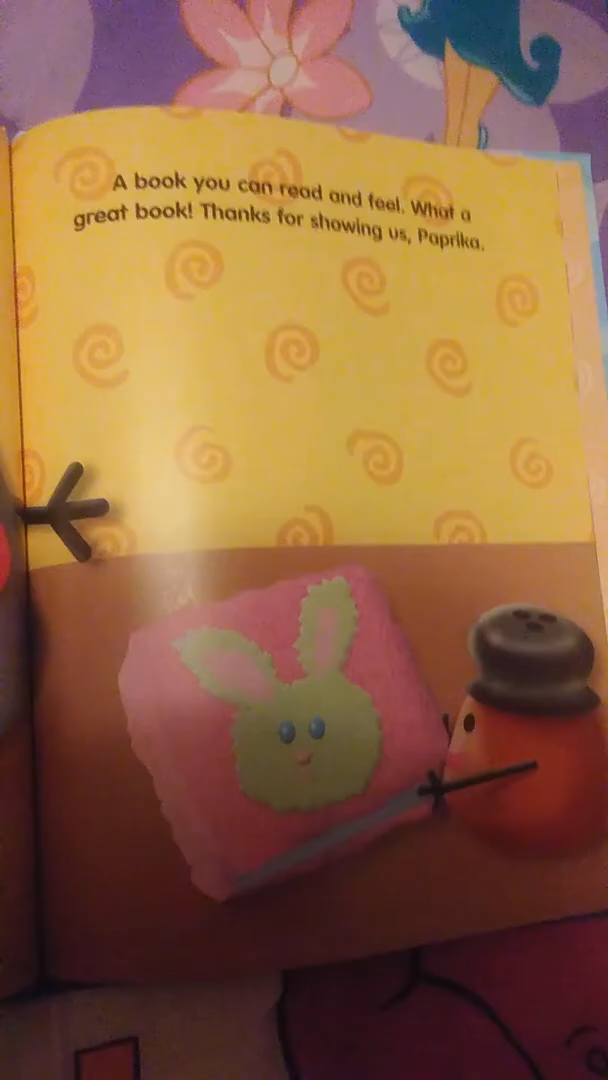 A book you can read and feel. What a
great book! Thanks for showing us, Paprika.